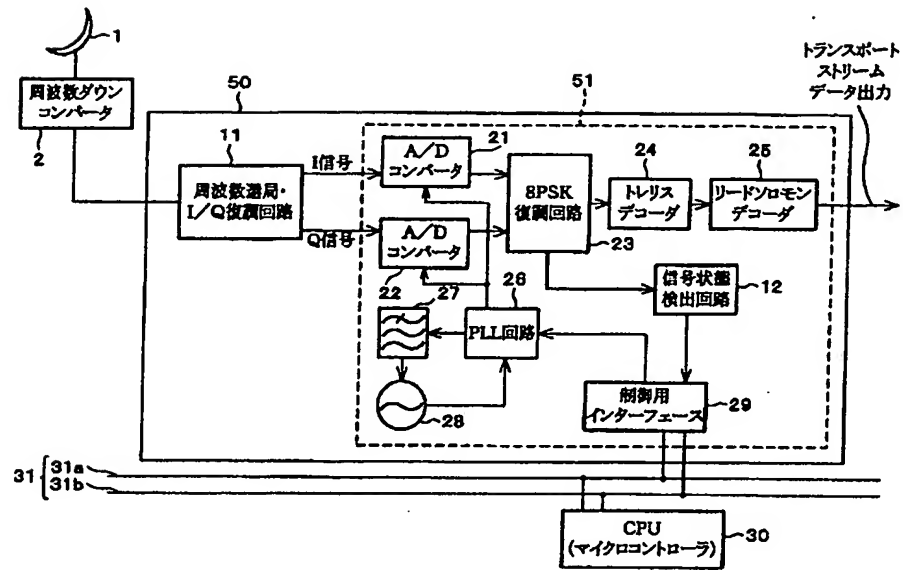 1
周波数ダウン
コンバータ
2
50
51
トランスポート
ストリーム
データ出力
11
周波数選局・
I/Q復調回路
I信号
Q信号
A/D
コンバータ
21
A/D
コンバータ
22
8PSK
復調回路
23
24
トレリス
デコーダ
25
リードソロモン
デコーダ
信号状態
検出回路
12
27
26
PLL回路
28
制御用
インターフェース
29
31
31a
31b
CPU
(マイクロコントローラ)
30